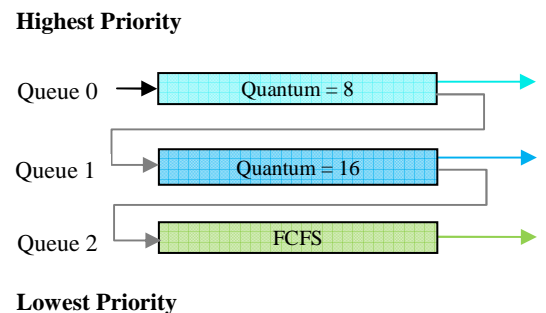 Highest Priority
Queue 0
Quantum = 8
Queue 1
Quantum = 16
Queue 2
FCFS
Lowest Priority